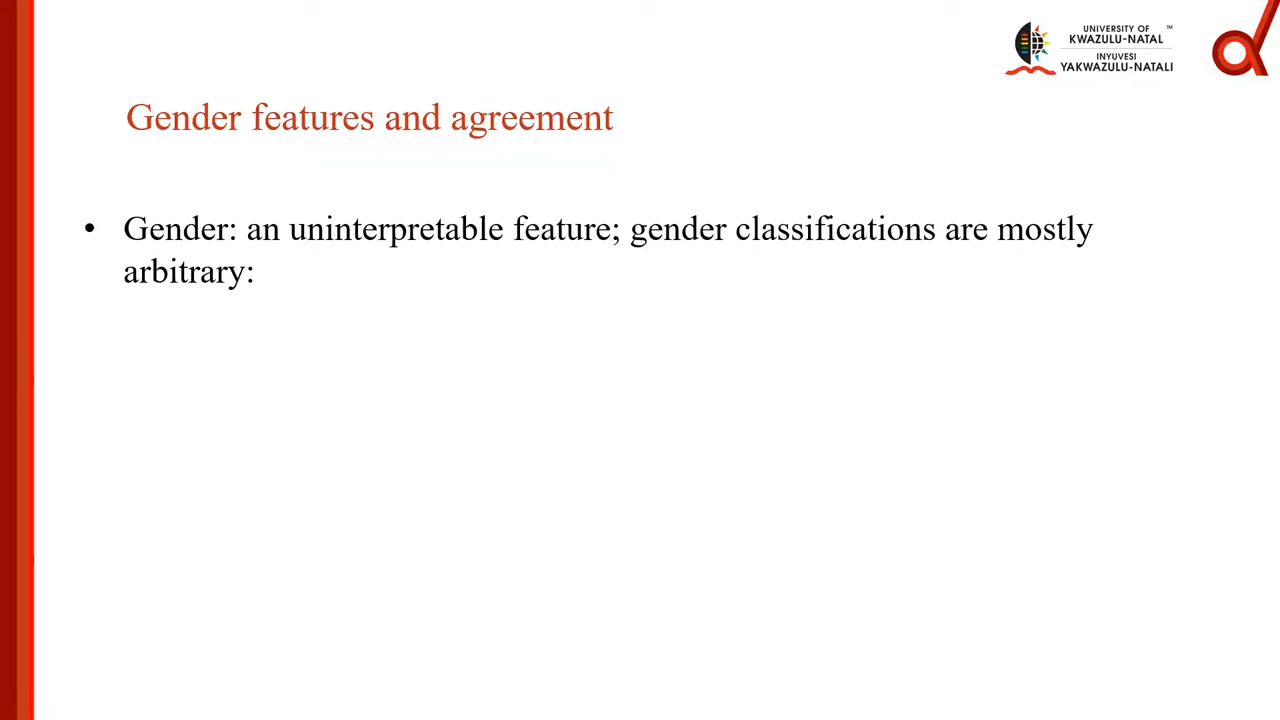 UNIVERSITY OF ™
KWAZULU-NATAL
INYUVESI
YAKWAZULU-NATALI
Gender features and agreement
• Gender: an uninterpretable feature; gender classifications are mostly
arbitrary: